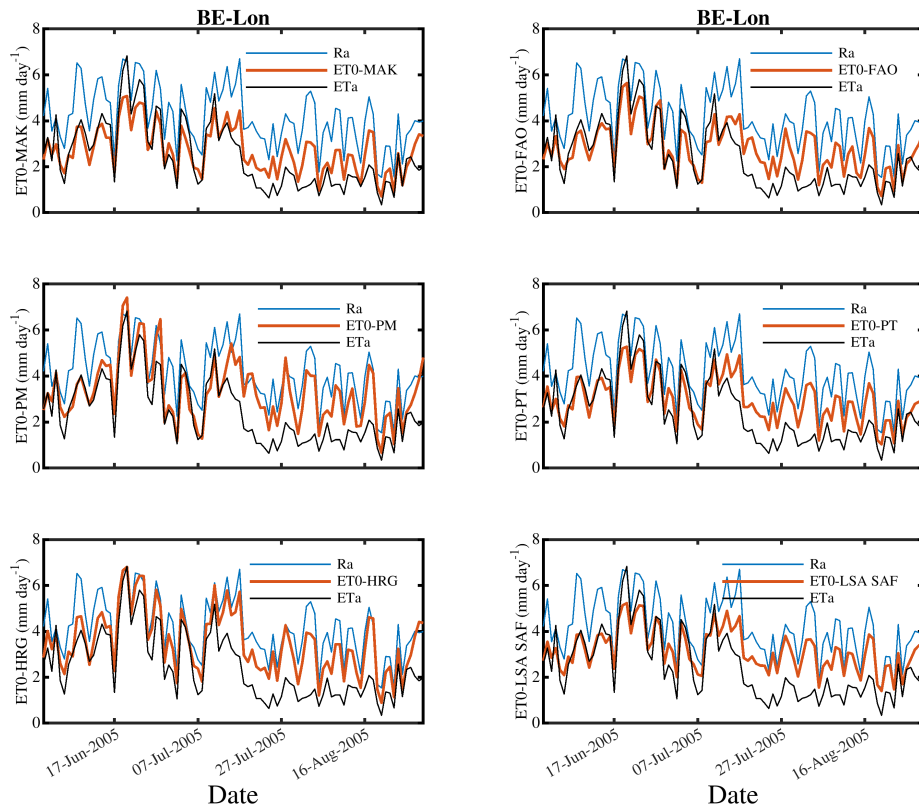 BE-Lon
BE-Lon
ET0-MAK (mm day-1)
8
6
4
2
0
Ra
ET0-MAK
ETa
ET0-FAO (mm day-1)
8
6
4
2
0
Ra
ET0-FAO
ETa
ET0-PM (mm day-1)
8
6
4
2
0
Ra
ET0-PM
ETa
ET0-PT (mm day-1)
8
6
4
2
0
Ra
ET0-PT
ETa
ET0-HRG (mm day-1)
8
6
4
2
0
Ra
ET0-HRG
ETa
17-Jun-2005
07-Jul-2005
27-Jul-2005
16-Aug-2005
Date
ET0-LSA SAF (mm day-1)
8
6
4
2
0
Ra
ET0-LSA SAF
ETa
17-Jun-2005
07-Jul-2005
27-Jul-2005
16-Aug-2005
Date